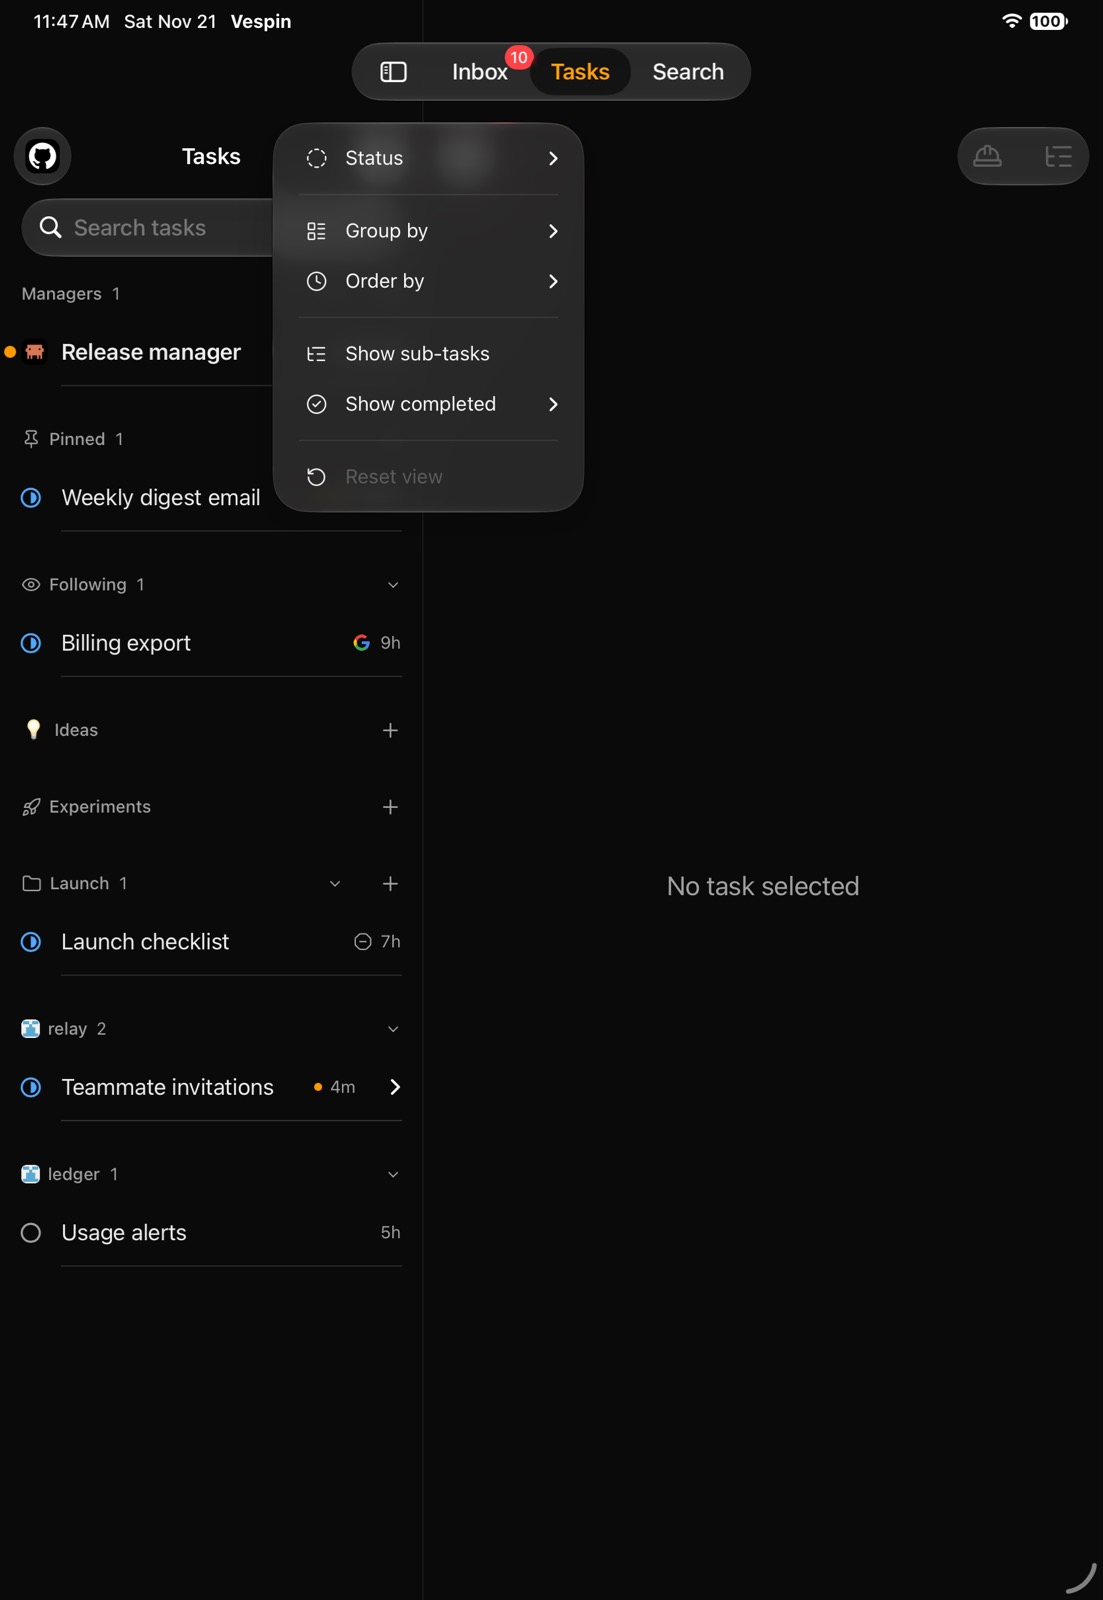 11:47 AM Sat Nov 21 Vespin
100
Inbox 10 Tasks Search
Tasks
Search tasks
Status
Group by
Order by
Show sub-tasks
Show completed
Reset view
Managers 1
Release manager
Pinned 1
Weekly digest email
Following 1
Billing export 9h
Ideas
Experiments
Launch 1
Launch checklist 7h
relay 2
Teammate invitations 4m
ledger 1
Usage alerts 5h
No task selected